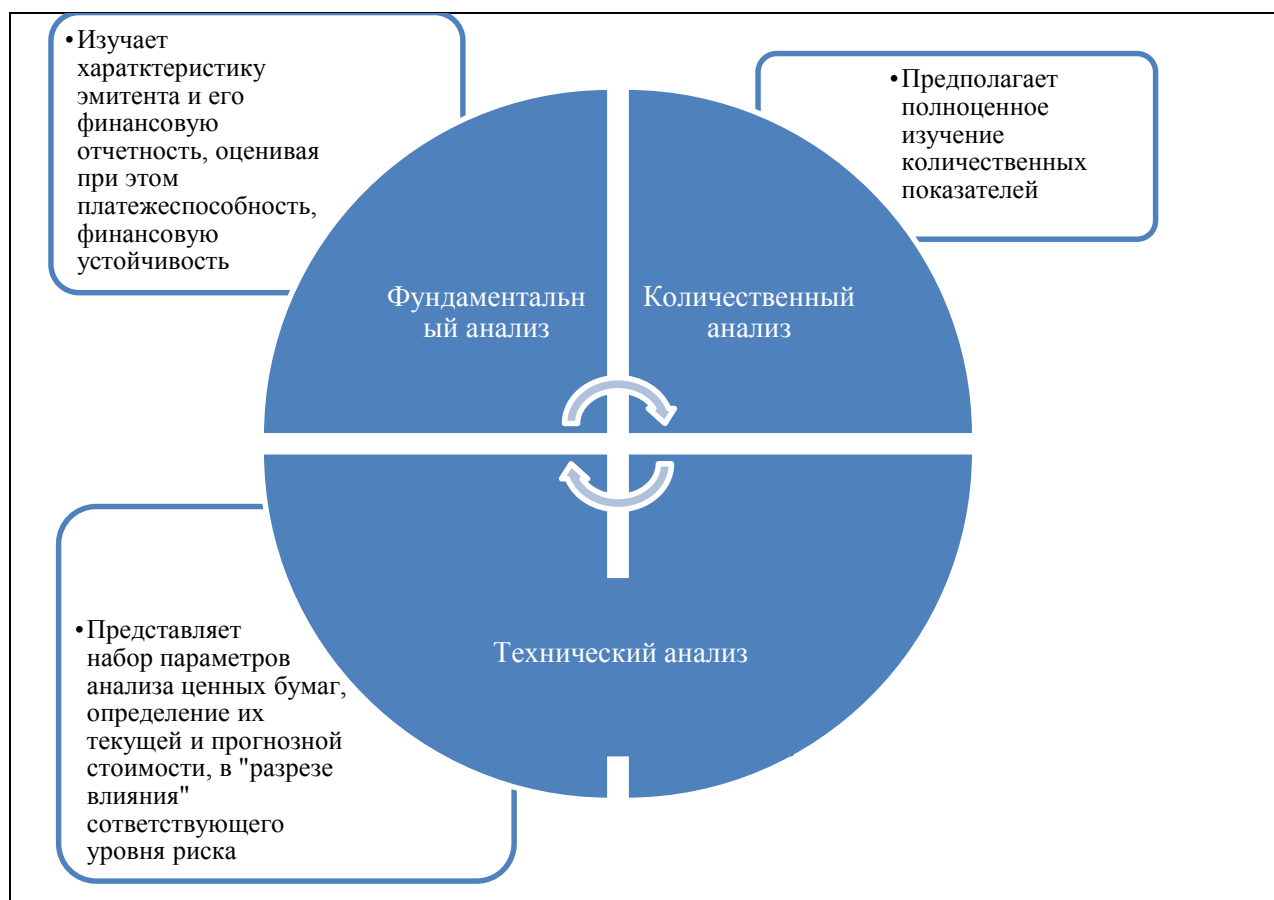 •Изучает
харатктеристику
эмитента и его
финансовую
отчетность, оценивая
при этом
платежеспособность,
финансовую
устойчивость
•Предполагает
полноценное
изучение
количественных
показателей
Фундаментальн
ый анализ
Количественный
анализ
Технический анализ
•Представляет
набор параметров
анализа ценных бумаг,
определение их
текущей и прогнозной
стоимости, в "разрезе
влияния"
сответствующего
уровня риска